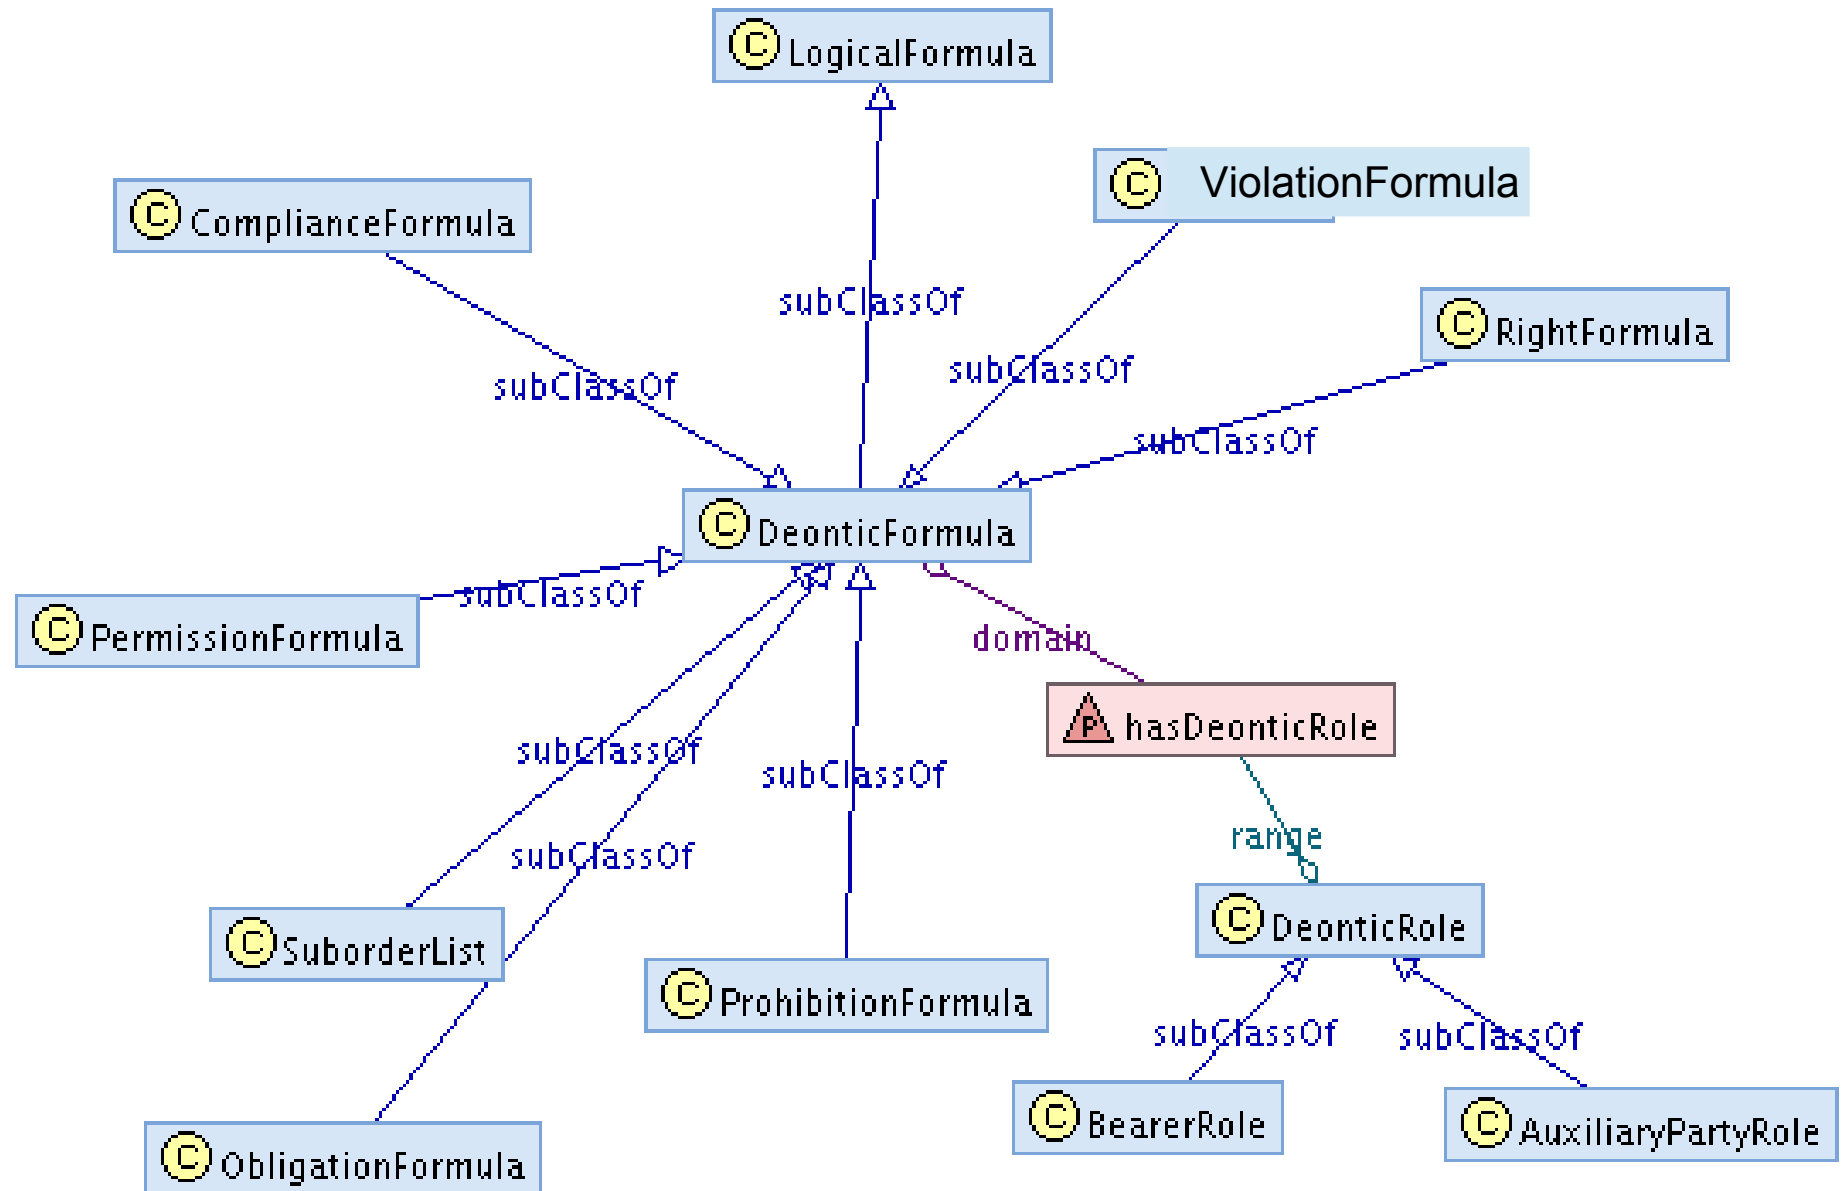 C LogicalFormula
C ViolationFormula
C ComplianceFormula
subClassOf
C RightFormula
subClassOf
subClassOf
subClassOf
C DeonticFormula
subClassOf
C PermissionFormula
domain
P hasDeonticRole
subClassOf
subClassOf
range
subClassOf
C DeonticRole
C SuborderList
C ProhibitionFormula
subClassOf
subClassOf
C BearerRole
C AuxiliaryPartyRole
C ObligationFormula